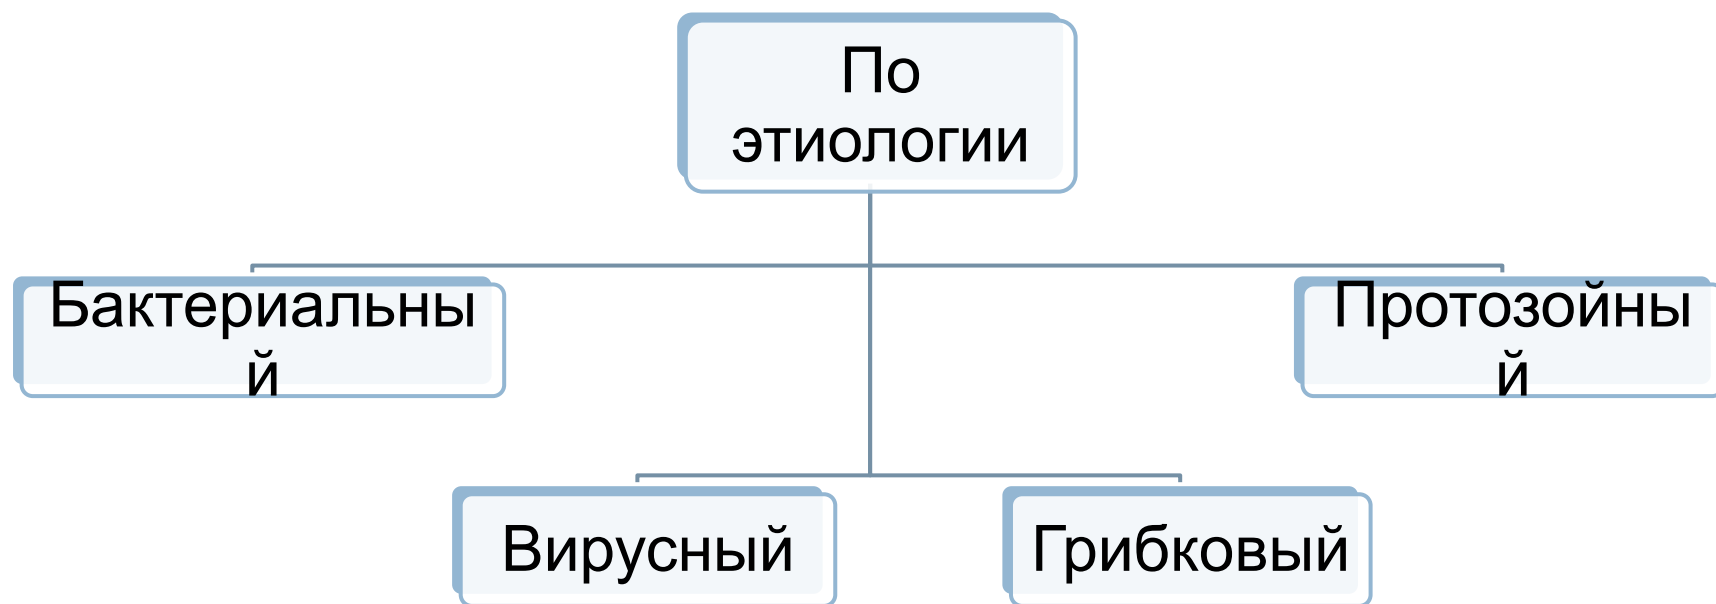 По
этиологии
Бактериальны
й
Протозойны
й
Вирусный
Грибковый